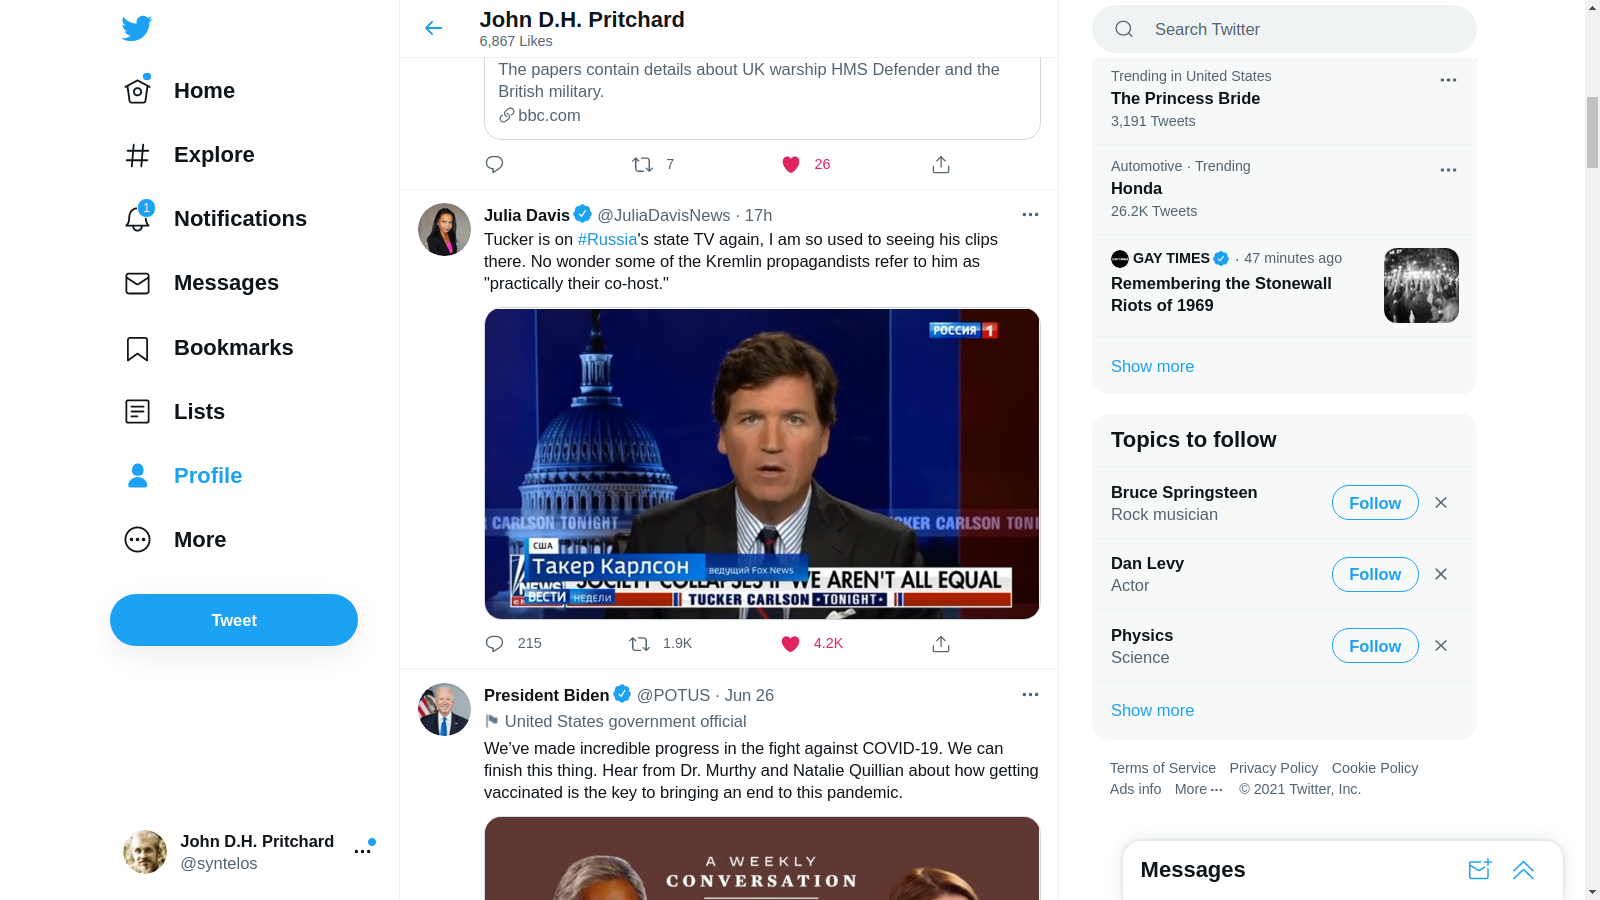 Home
Explore
1
Notifications
Messages
Bookmarks
Lists
Profile
More
Tweet
John D.H. Pritchard
@syntelos
John D.H. Pritchard
6,867 Likes
The papers contain details about UK warship HMS Defender and the
British military.
bbc.com
7
26
Julia Davis @JuliaDavisNews · 17h
Tucker is on #Russia's state TV again, I am so used to seeing his clips
there. No wonder some of the Kremlin propagandists refer to him as
"practically their co-host."
РОССИЯ 1
CARLSON TONIGHT
KER CARLSON TONI
США
Такер Карлсон
ведущий Fox News
WE AREN'T ALL EQUAL
NEWS
ВЕСТИ НЕДЕЛИ
TUCKER CARLSON ★TONIGHT★
215
1.9K
4.2K
President Biden @POTUS · Jun 26
United States government official
We’ve made incredible progress in the fight against COVID-19. We can
finish this thing. Hear from Dr. Murthy and Natalie Quillian about how getting
vaccinated is the key to bringing an end to this pandemic.
A WEEKLY
CONVERSATION
Search Twitter
Trending in United States
The Princess Bride
3,191 Tweets
Automotive · Trending
Honda
26.2K Tweets
GAY TIMES · 47 minutes ago
Remembering the Stonewall
Riots of 1969
Show more
Topics to follow
Bruce Springsteen
Rock musician
Follow
Dan Levy
Actor
Follow
Physics
Science
Follow
Show more
Terms of Service Privacy Policy Cookie Policy
Ads info More ··· © 2021 Twitter, Inc.
Messages